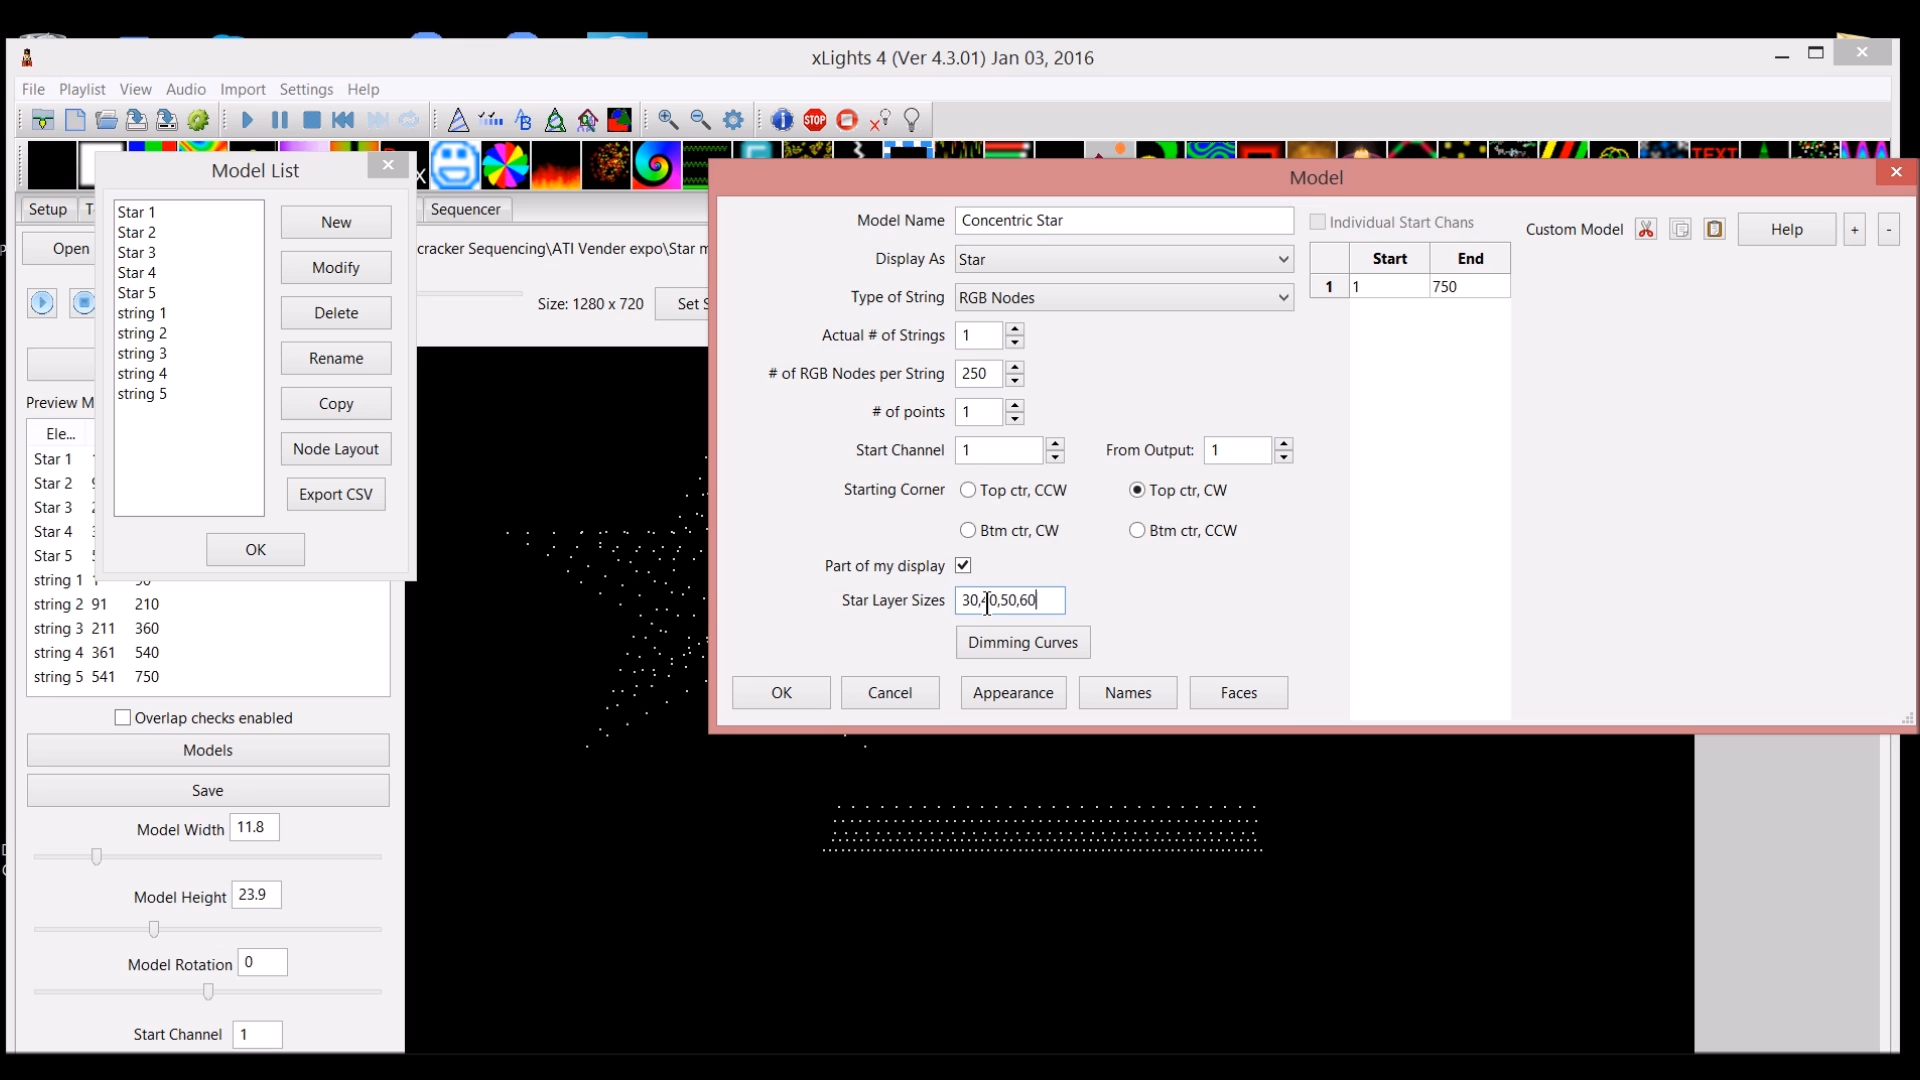 xLights 4 (Ver 4.3.01) Jan 03, 2016
File Playlist View Audio Import Settings Help
STOP
TEXT
Setup
Sequencer
Open
cracker Sequencing\ATI Vender expo\Star m
Size: 1280 x 720
Set S
Preview M
Ele...
Star 1
Star 2
Star 3
Star 4
Star 5
string 1
string 2 91 210
string 3 211 360
string 4 361 540
string 5 541 750
Overlap checks enabled
Models
Save
Model Width 11.8
Model Height 23.9
Model Rotation 0
Start Channel 1
Model List
Star 1
Star 2
Star 3
Star 4
Star 5
string 1
string 2
string 3
string 4
string 5
New
Modify
Delete
Rename
Copy
Node Layout
Export CSV
OK
Model
Model Name Concentric Star
Display As Star
Type of String RGB Nodes
Actual # of Strings 1
# of RGB Nodes per String 250
# of points 1
Start Channel 1 From Output: 1
Starting Corner Top ctr, CCW Top ctr, CW
Btm ctr, CW Btm ctr, CCW
Part of my display
Star Layer Sizes 30,40,50,60
Dimming Curves
OK Cancel Appearance Names Faces
Individual Start Chans
Start End
1 1 750
Custom Model Help + -